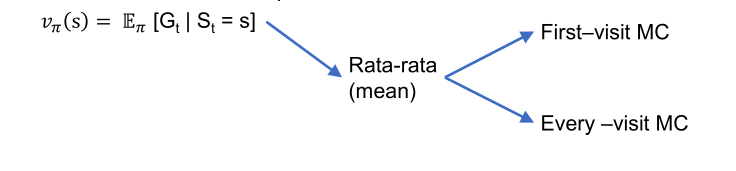 𝑣π(s) = 𝔼π [Gt | St = s]
First–visit MC
Rata-rata
(mean)
Every –visit MC